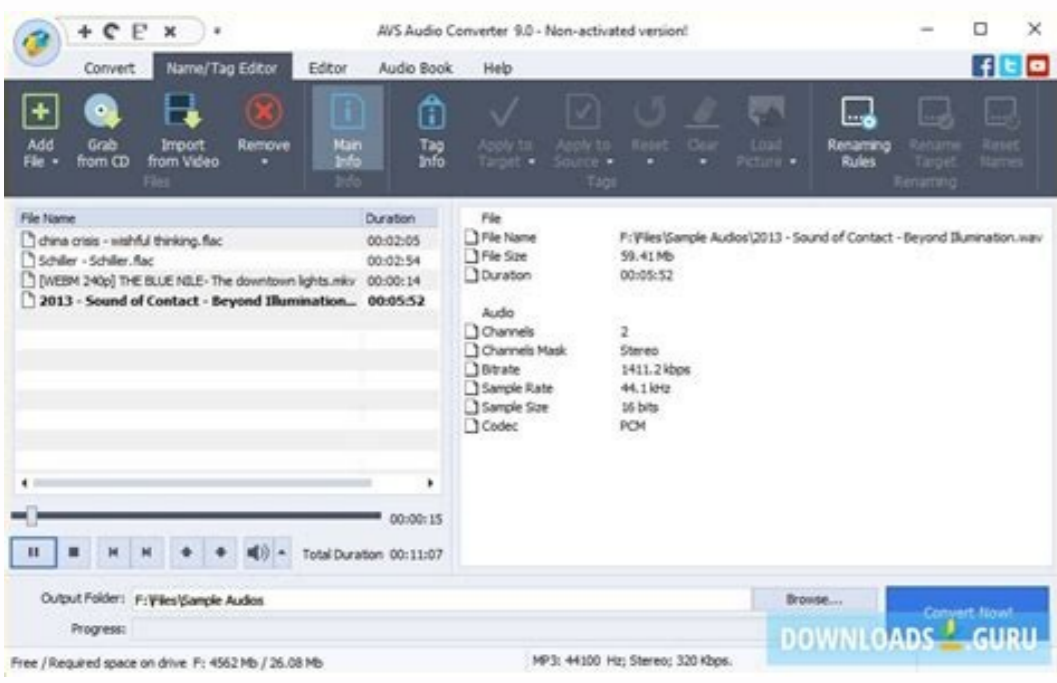 AVS Audio Converter 9.0 - Non-activated version!
Convert Name/Tag Editor Editor Audio Book Help
Add File Grab from CD Import from Video Remove Main Info Tag Info Apply to Target Apply to Source Reset Clear Load Picture Renaming Rules Rename Target Reset Names
Files Info Tags Renaming
File Name Duration
china crisis - wishful thinking.flac 00:02:05
Schiller - Schiller.flac 00:02:54
[WEBM 240p] THE BLUE NILE- The downtown lights.mkv 00:00:14
2013 - Sound of Contact - Beyond Illumination... 00:05:52
00:00:15
Total Duration 00:11:07
File
File Name F:\Files\Sample Audios\2013 - Sound of Contact - Beyond Illumination.wav
File Size 59.41 Mb
Duration 00:05:52
Audio
Channels 2
Channels Mask Stereo
Bitrate 1411.2 kbps
Sample Rate 44.1 kHz
Sample Size 16 bits
Codec PCM
Output Folder: F:\Files\Sample Audios Browse... Convert Now!
Progress:
DOWNLOADS .GURU
Free / Required space on drive F: 4562 Mb / 26.08 Mb MP3: 44100 Hz; Stereo; 320 Kbps.